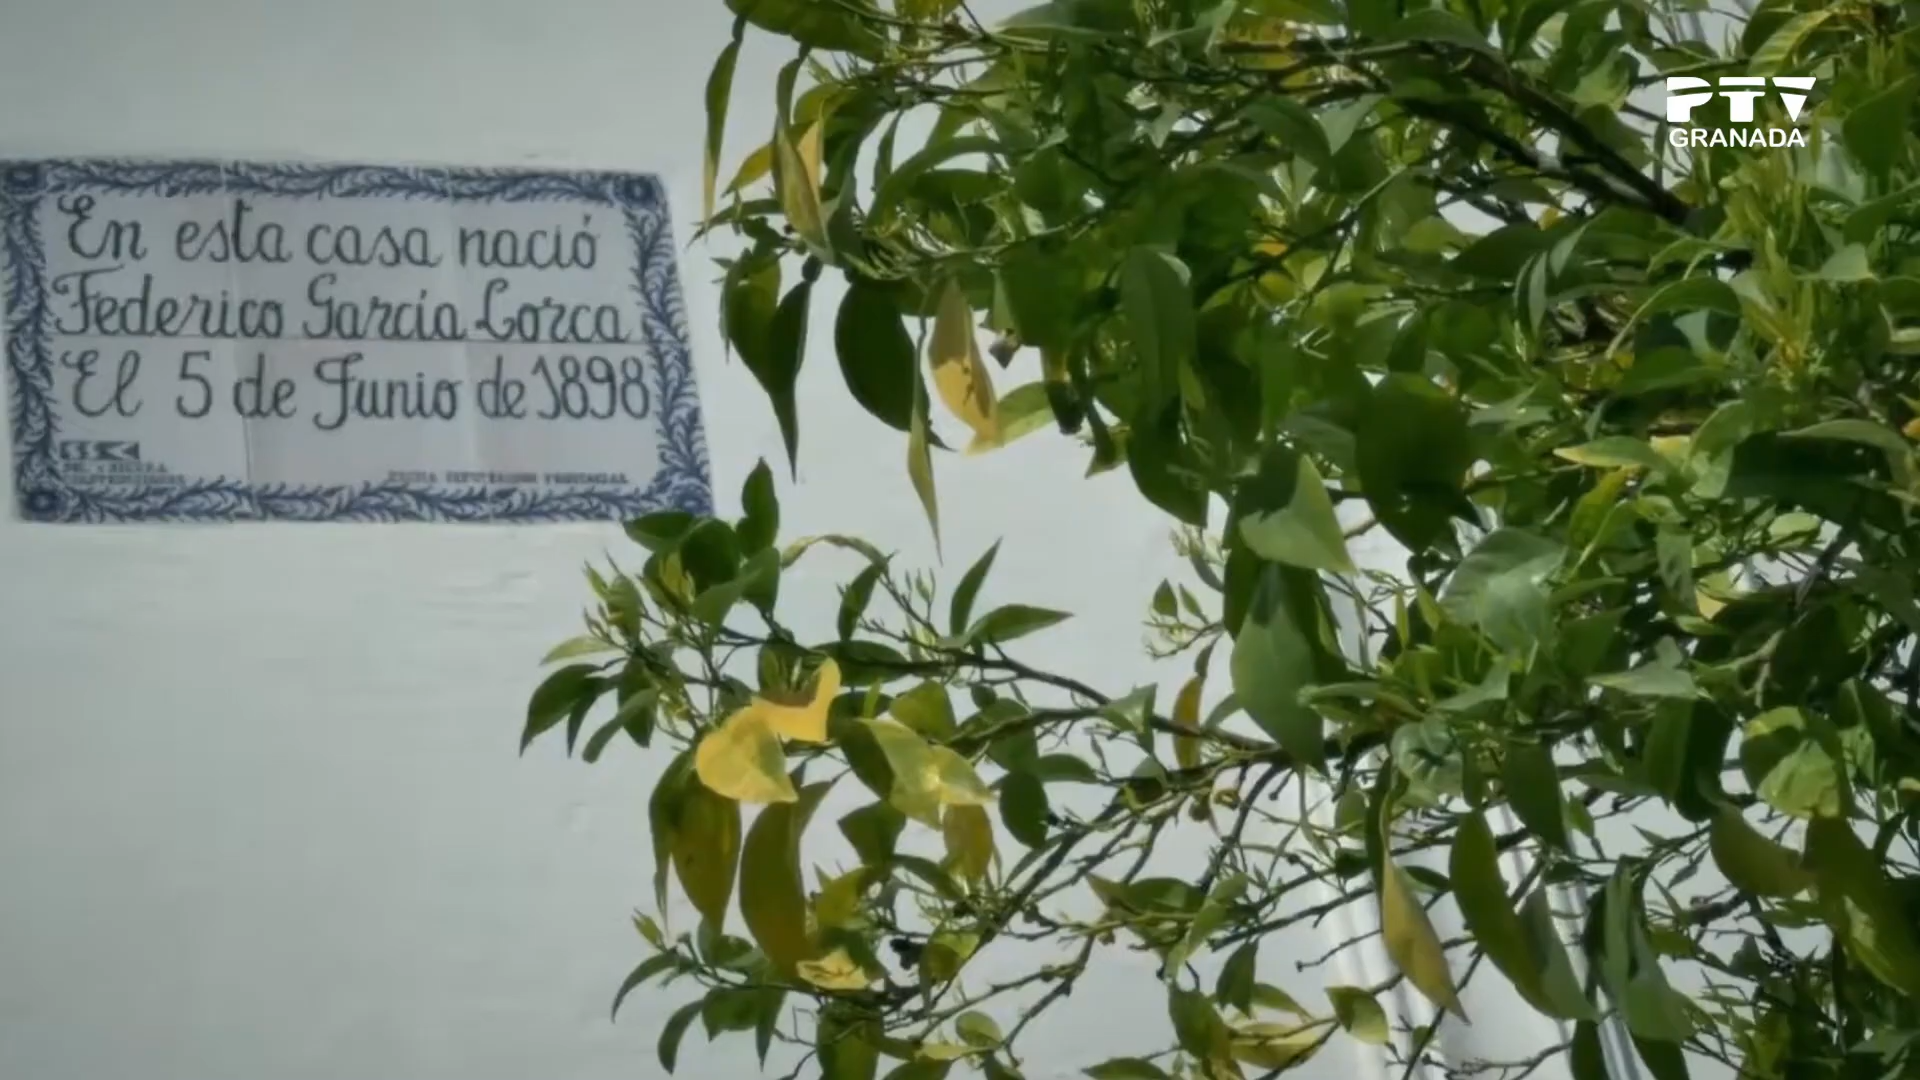 PTV
GRANADA
En esta casa nació
Federico García Lorca
El 5 de Junio de 1898